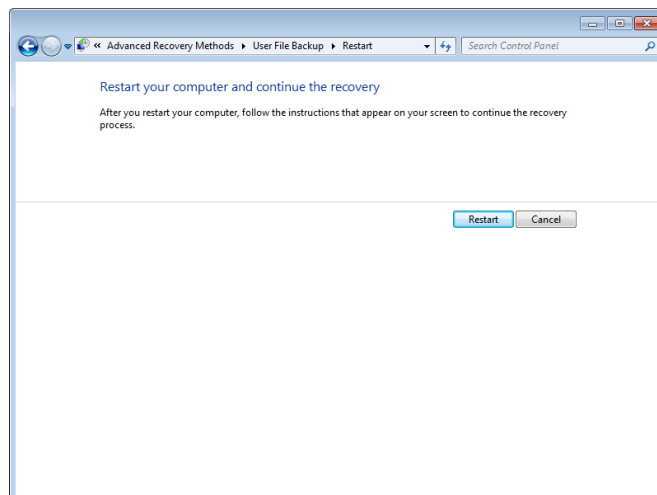 « Advanced Recovery Methods ▸ User File Backup ▸ Restart
Search Control Panel
Restart your computer and continue the recovery
After you restart your computer, follow the instructions that appear on your screen to continue the recovery
process.
Restart
Cancel